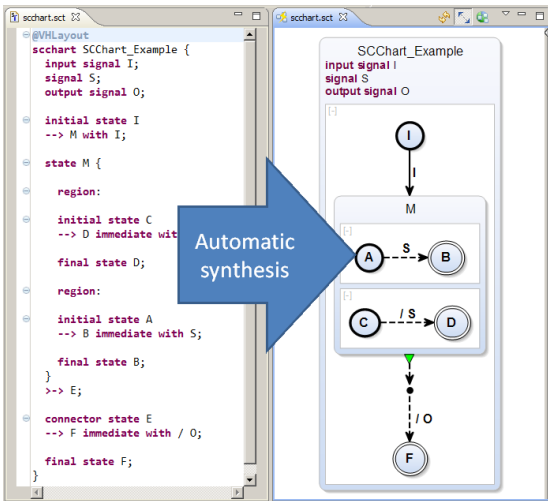 scchart.sct
@VHLayout
scchart SCChart_Example {
input signal I;
signal S;
output signal O;
initial state I
--> M with I;
state M {
region:
initial state C
--> D immediate with
final state D;
region:
initial state A
--> B immediate with S;
final state B;
}
>-> E;
connector state E
--> F immediate with / O;
final state F;
}
Automatic
synthesis
scchart.sct
SCChart_Example
input signal I
signal S
output signal O
[-]
I
I
M
[-]
A
S
B
[-]
C
/ S
D
/ O
F